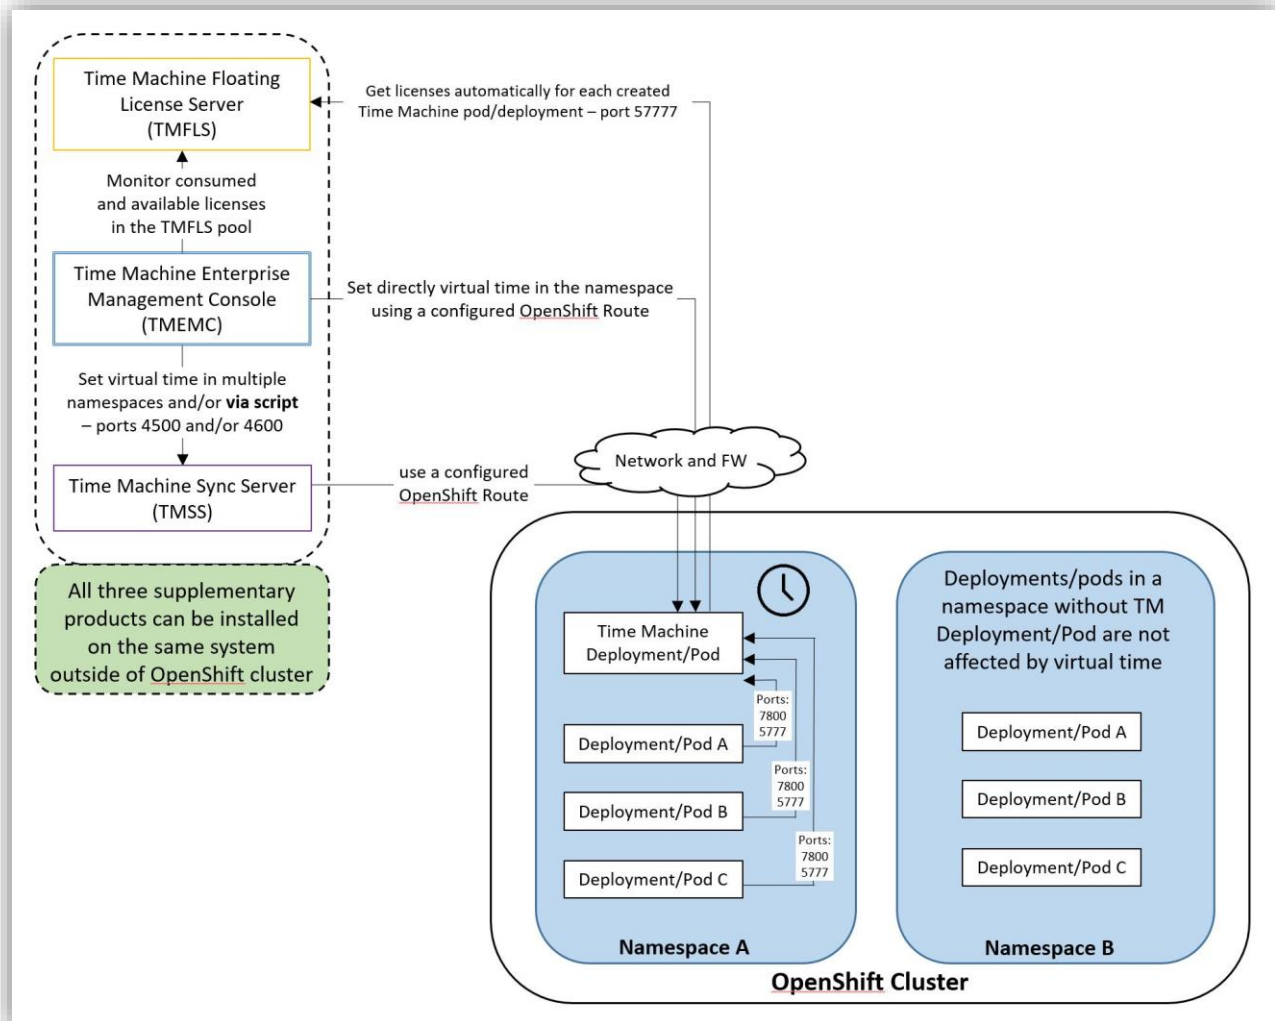 Time Machine Floating
License Server
(TMFLS)
Get licenses automatically for each created
Time Machine pod/deployment – port 57777
Monitor consumed
and available licenses
in the TMFLS pool
Time Machine Enterprise
Management Console
(TMEMC)
Set directly virtual time in the namespace
using a configured OpenShift Route
Set virtual time in multiple
namespaces and/or via script
– ports 4500 and/or 4600
Time Machine Sync Server
(TMSS)
use a configured
OpenShift Route
Network and FW
All three supplementary
products can be installed
on the same system
outside of OpenShift cluster
Time Machine
Deployment/Pod
Ports:
7800
5777
Deployment/Pod A
Ports:
7800
5777
Deployment/Pod B
Ports:
7800
5777
Deployment/Pod C
Namespace A
Deployments/pods in a
namespace without TM
Deployment/Pod are not
affected by virtual time
Deployment/Pod A
Deployment/Pod B
Deployment/Pod C
Namespace B
OpenShift Cluster